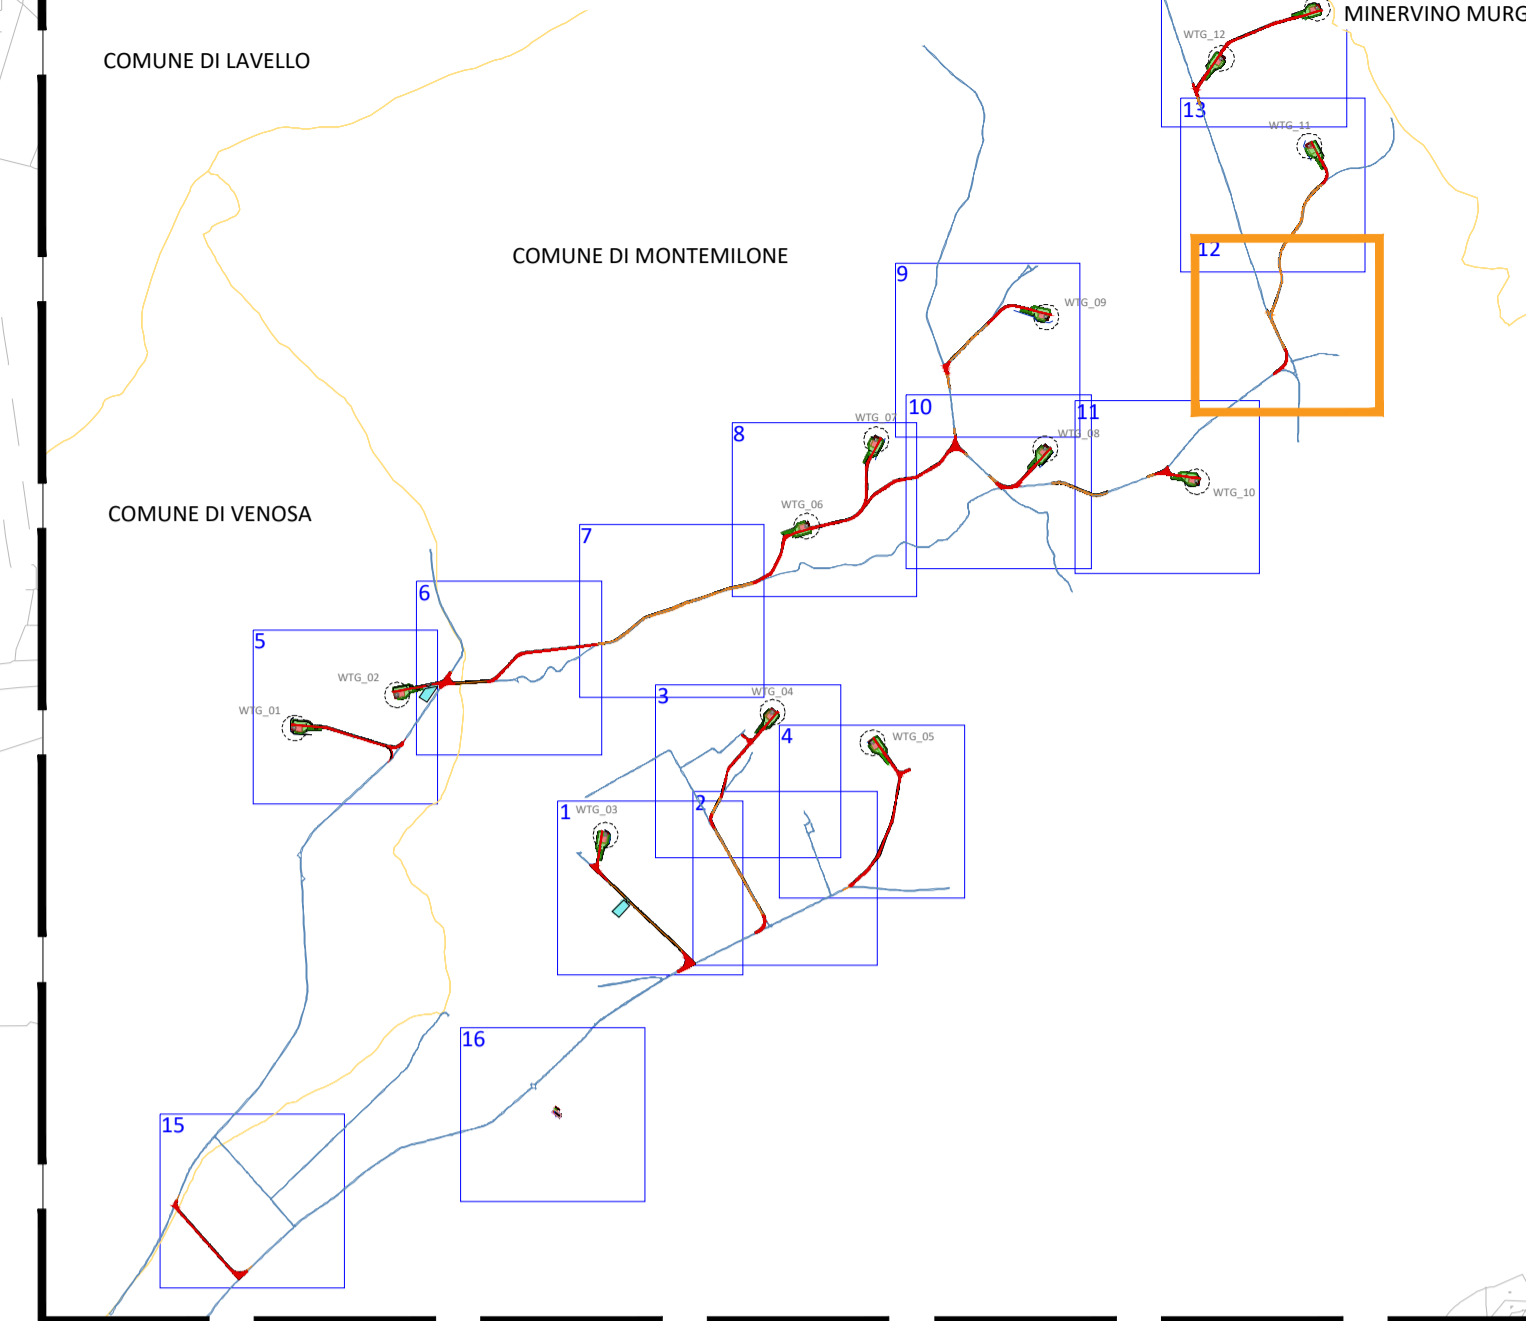 MINERVINO MURG
WTG_12
COMUNE DI LAVELLO
13
WTG_11
12
COMUNE DI MONTEMILONE
9
WTG_09
10
11
WTG_07
8
WTG_08
WTG_10
WTG_06
COMUNE DI VENOSA
7
6
5
WTG_02
WTG_01
3
WTG_04
4
WTG_05
2
1
WTG_03
16
15